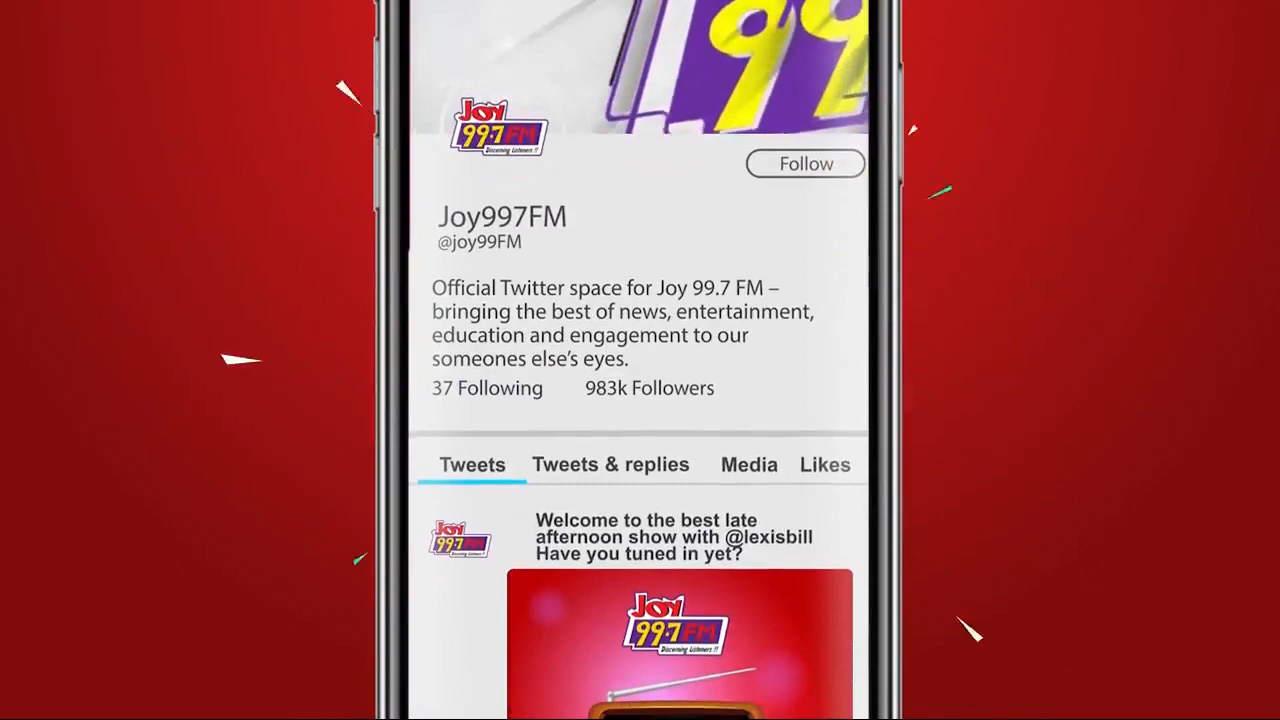 99
JOY
99.7 FM
Discerning Listeners !!
Follow
Joy997FM
@joy99FM
Official Twitter space for Joy 99.7 FM –
bringing the best of news, entertainment,
education and engagement to our
someones else’s eyes.
37 Following 983k Followers
Tweets Tweets & replies Media Likes
JOY
99.7 FM
Discerning Listeners !!
Welcome to the best late
afternoon show with @lexisbill
Have you tuned in yet?
JOY
99.7 FM
Discerning Listeners !!